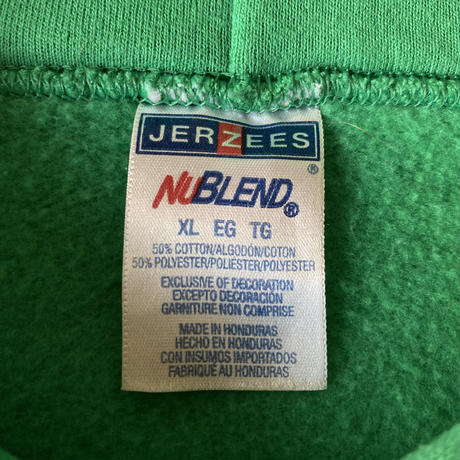 JERZEES
®
NUBLEND®
XL EG TG
50% COTTON/ALGODÓN/COTON
50% POLYESTER/POLIÉSTER/POLYESTER
EXCLUSIVE OF DECORATION
EXCEPTO DECORACIÓN
GARNITURE NON COMPRISE
MADE IN HONDURAS
HECHO EN HONDURAS
CON INSUMOS IMPORTADOS
FABRIQUÉ AU HONDURAS